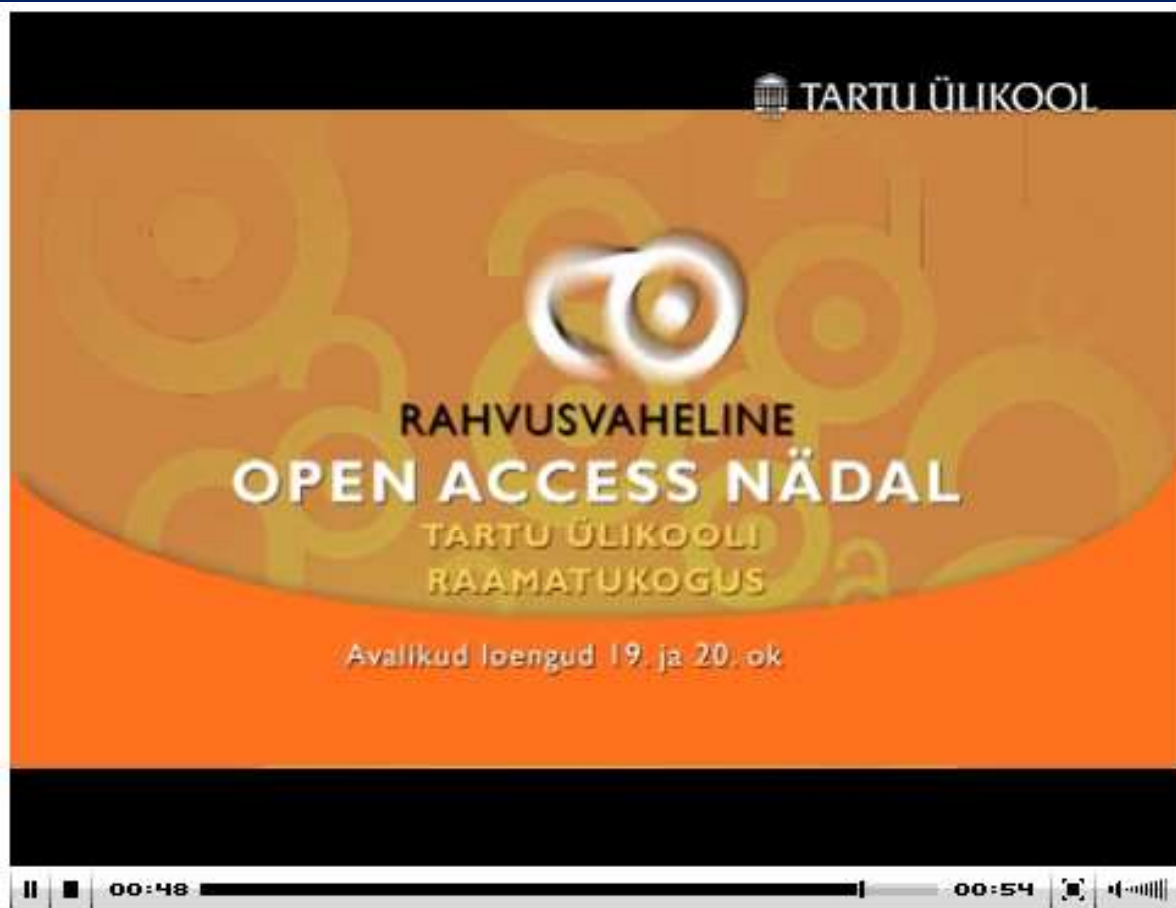 TARTU ÜLIKOOL
RAHVUSVAHELINE
OPEN ACCESS NÄDAL
TARTU ÜLIKOOLI
RAAMATUKOGUS
Avalikud loengud 19. ja 20. ok
00:48 00:54